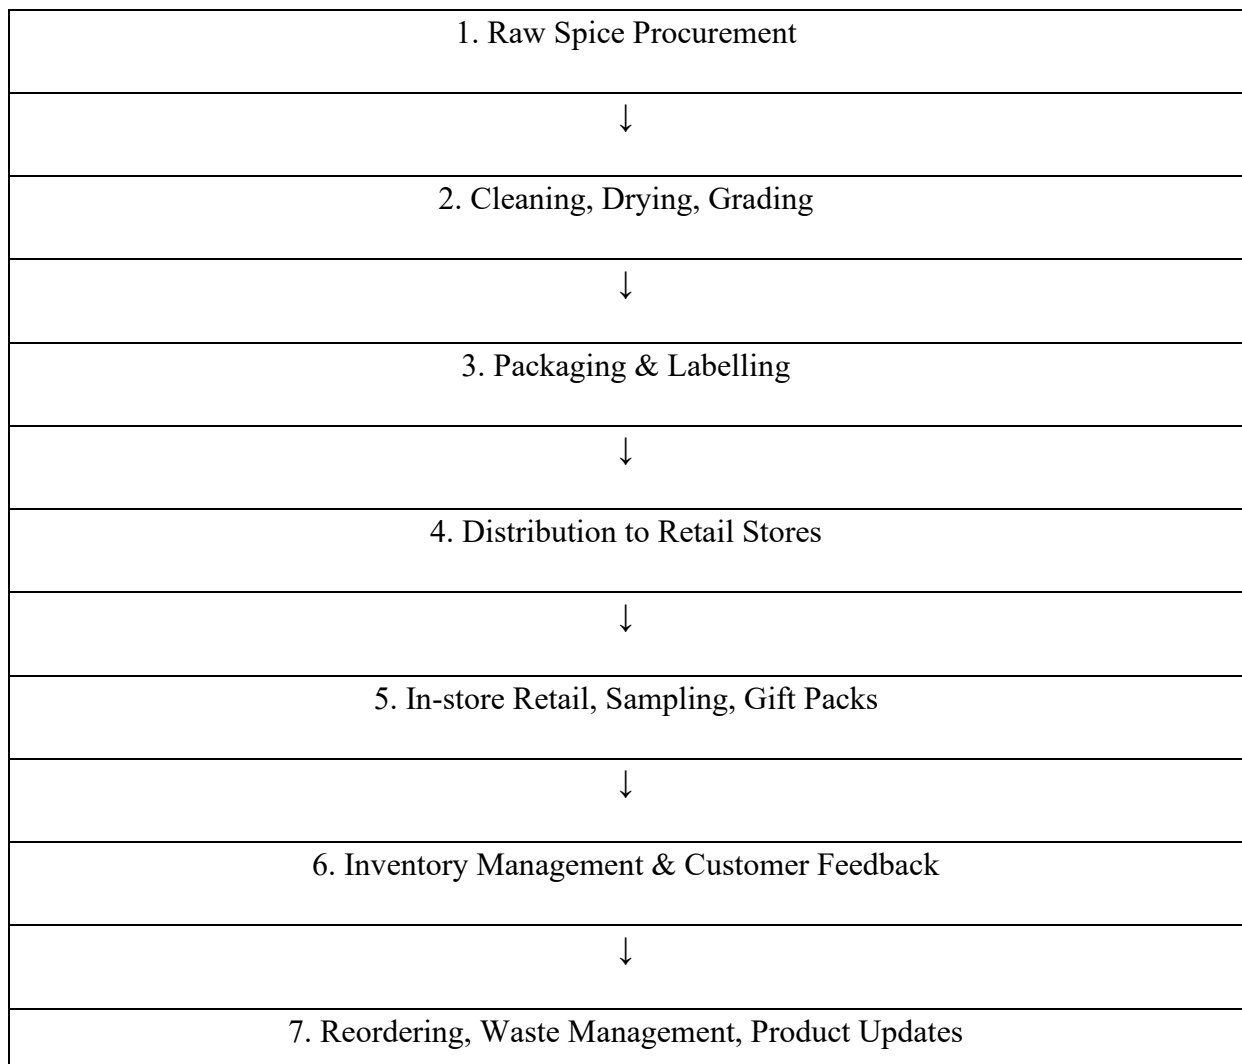 1. Raw Spice Procurement
↓
2. Cleaning, Drying, Grading
↓
3. Packaging & Labelling
↓
4. Distribution to Retail Stores
↓
5. In-store Retail, Sampling, Gift Packs
↓
6. Inventory Management & Customer Feedback
↓
7. Reordering, Waste Management, Product Updates